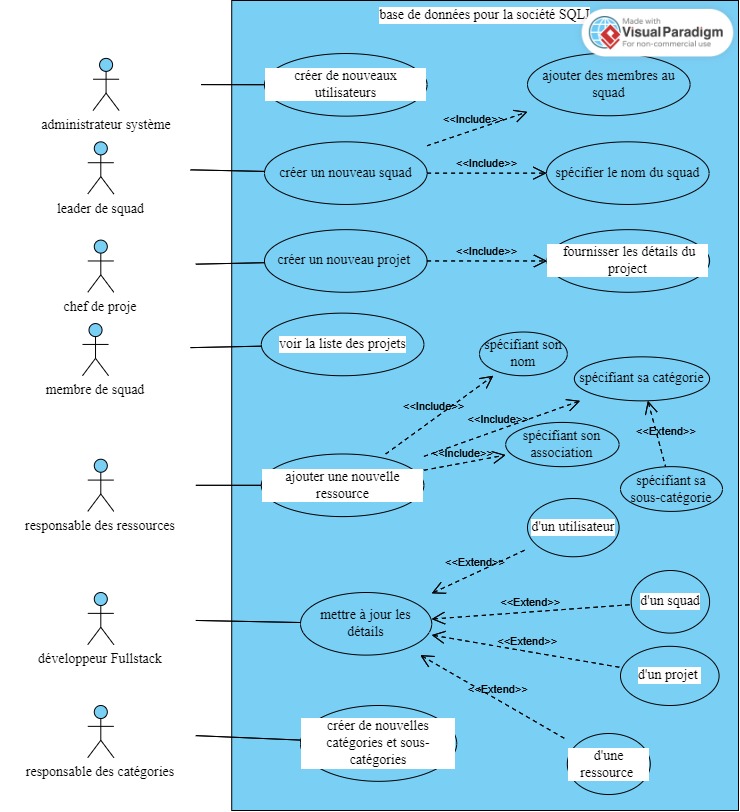 base de données pour la société SQLI
Made with
VisualParadigm
For non-commercial use
créer de nouveaux
utilisateurs
ajouter des membres au
squad
administrateur système
<<Include>>
créer un nouveau squad
<<Include>>
spécifier le nom du squad
leader de squad
créer un nouveau projet
<<Include>>
fournisser les détails du
project
chef de proje
voir la liste des projets
spécifiant son
nom
spécifiant sa catégorie
membre de squad
<<Include>>
<<Include>>
<<Include>>
spécifiant son
association
<<Extend>>
ajouter une nouvelle
ressource
spécifiant sa
sous-catégorie
responsable des ressources
d'un utilisateur
<<Extend>>
mettre à jour les
détails
<<Extend>>
d'un squad
développeur Fullstack
<<Extend>>
d'un projet
<<Extend>>
créer de nouvelles
catégories et sous-
catégories
d'une
ressource
responsable des catégories